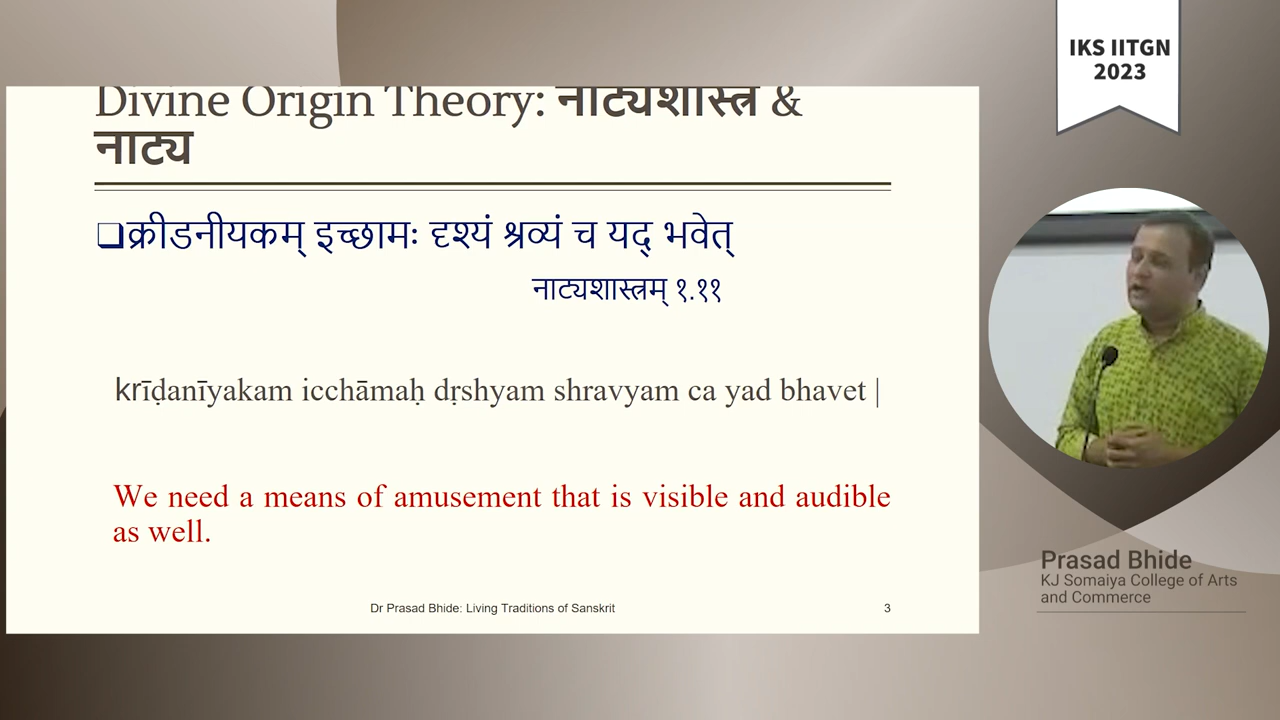 Divine Origin Theory: नाट्यशास्त्र &
नाट्य
❑क्रीडनीयकम् इच्छामः दृश्यं श्रव्यं च यद् भवेत्
नाट्यशास्त्रम् १.११
krīḍanīyakam icchāmaḥ dṛshyam shravyam ca yad bhavet |
We need a means of amusement that is visible and audible
as well.
Dr Prasad Bhide: Living Traditions of Sanskrit 3
IKS IITGN
2023
Prasad Bhide
KJ Somaiya College of Arts
and Commerce